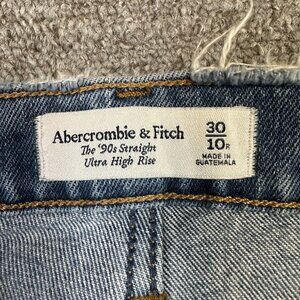 Abercrombie & Fitch
The '90s Straight
Ultra High Rise
30
10R
MADE IN
GUATEMALA